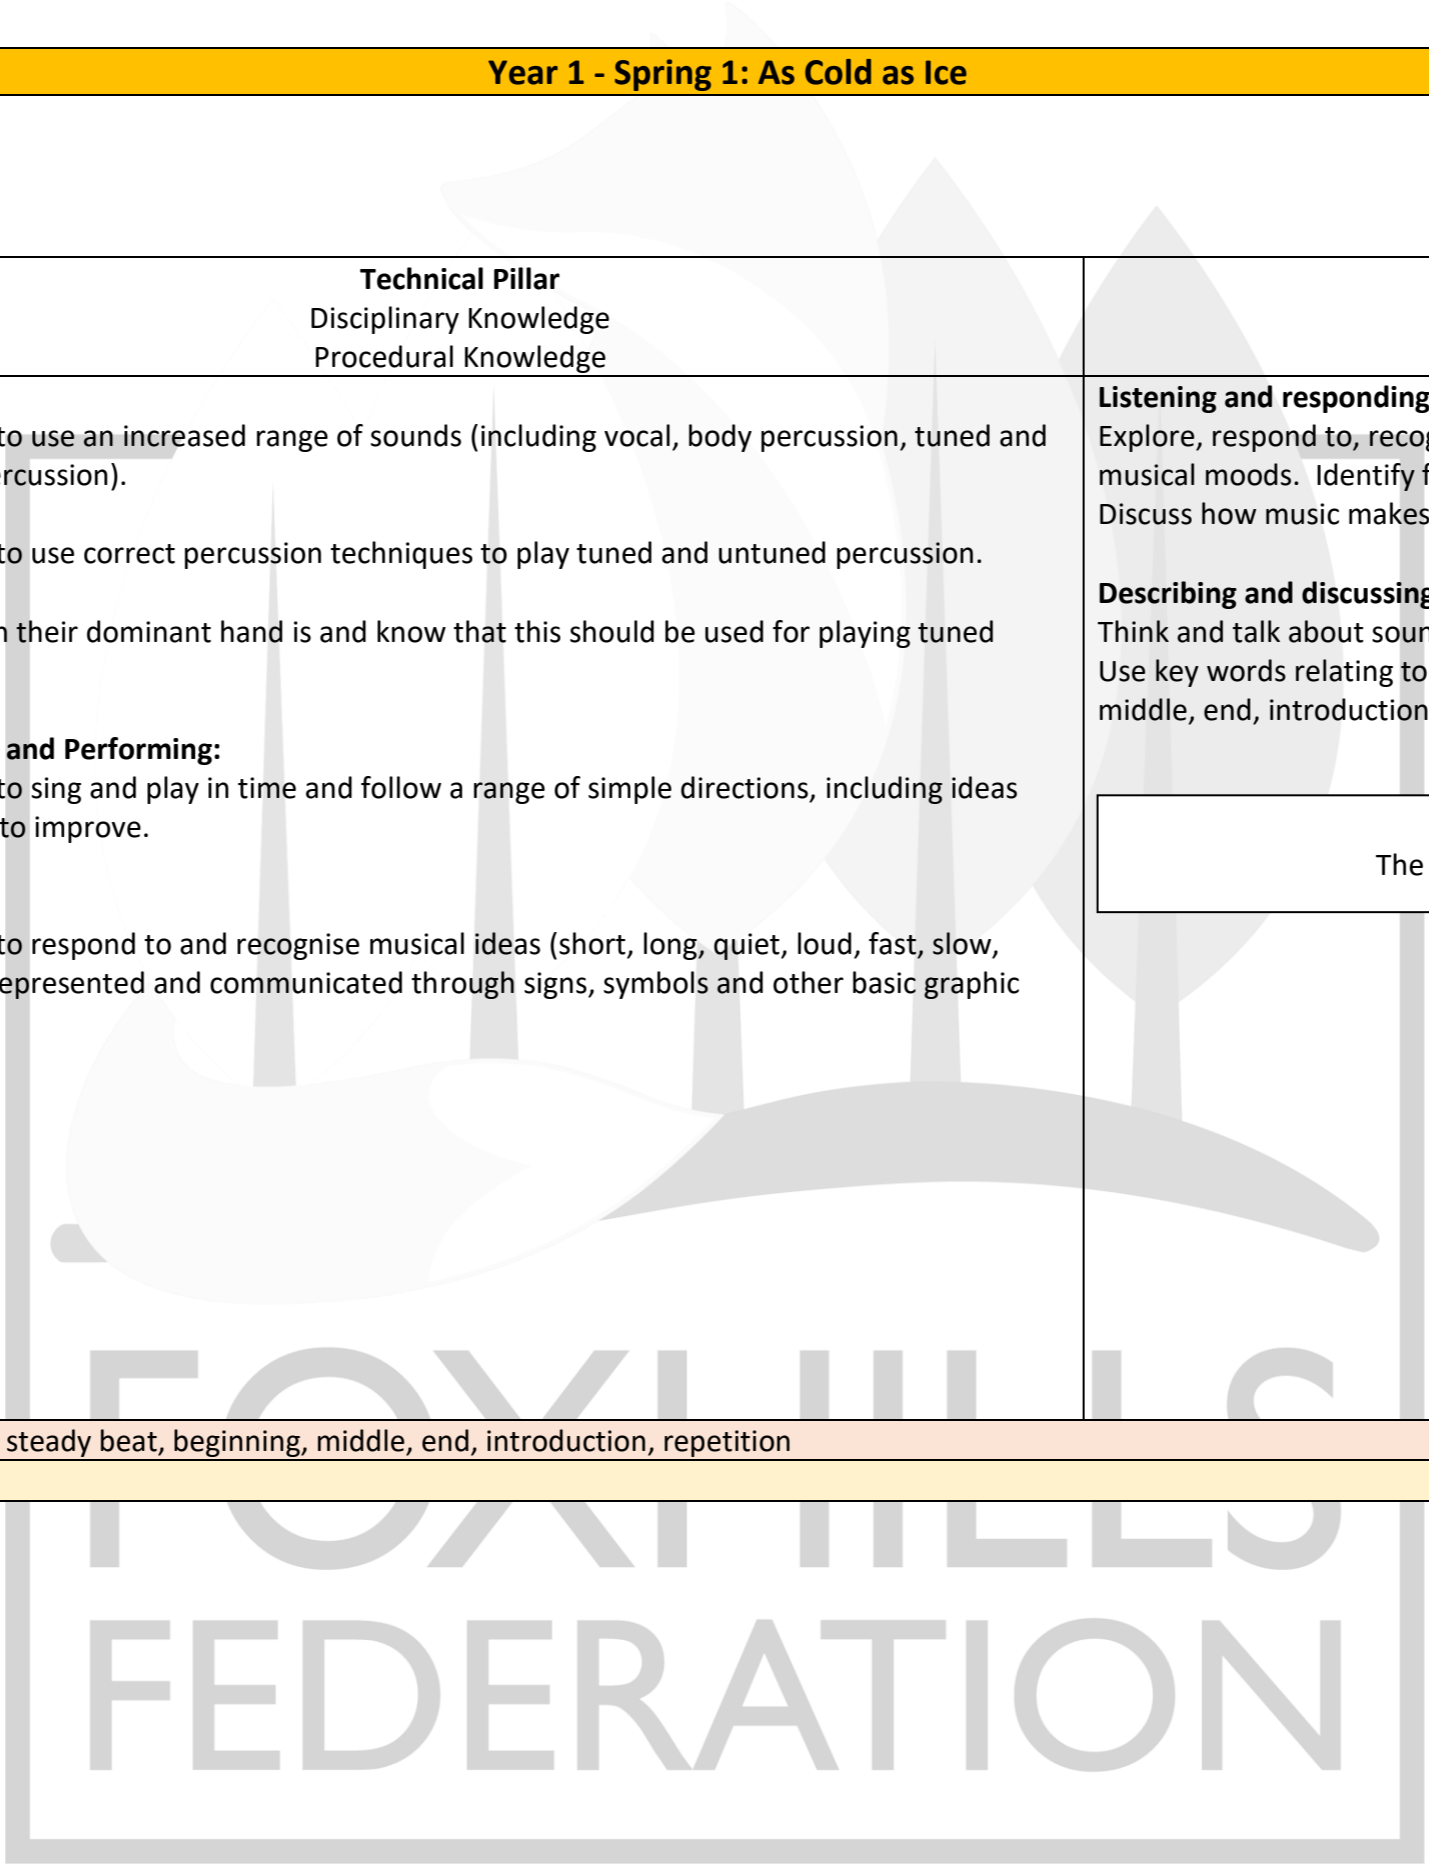 Year 1 - Spring 1: As Cold as Ice
Technical Pillar
Disciplinary Knowledge
Procedural Knowledge
to use an increased range of sounds (including vocal, body percussion, tuned and
ercussion).
to use correct percussion techniques to play tuned and untuned percussion.
n their dominant hand is and know that this should be used for playing tuned
and Performing:
to sing and play in time and follow a range of simple directions, including ideas
to improve.
to respond to and recognise musical ideas (short, long, quiet, loud, fast, slow,
epresented and communicated through signs, symbols and other basic graphic
Listening and responding
Explore, respond to, recog
musical moods. Identify f
Discuss how music makes
Describing and discussing
Think and talk about soun
Use key words relating to
middle, end, introduction
The
steady beat, beginning, middle, end, introduction, repetition
FOXHILLS
FEDERATION